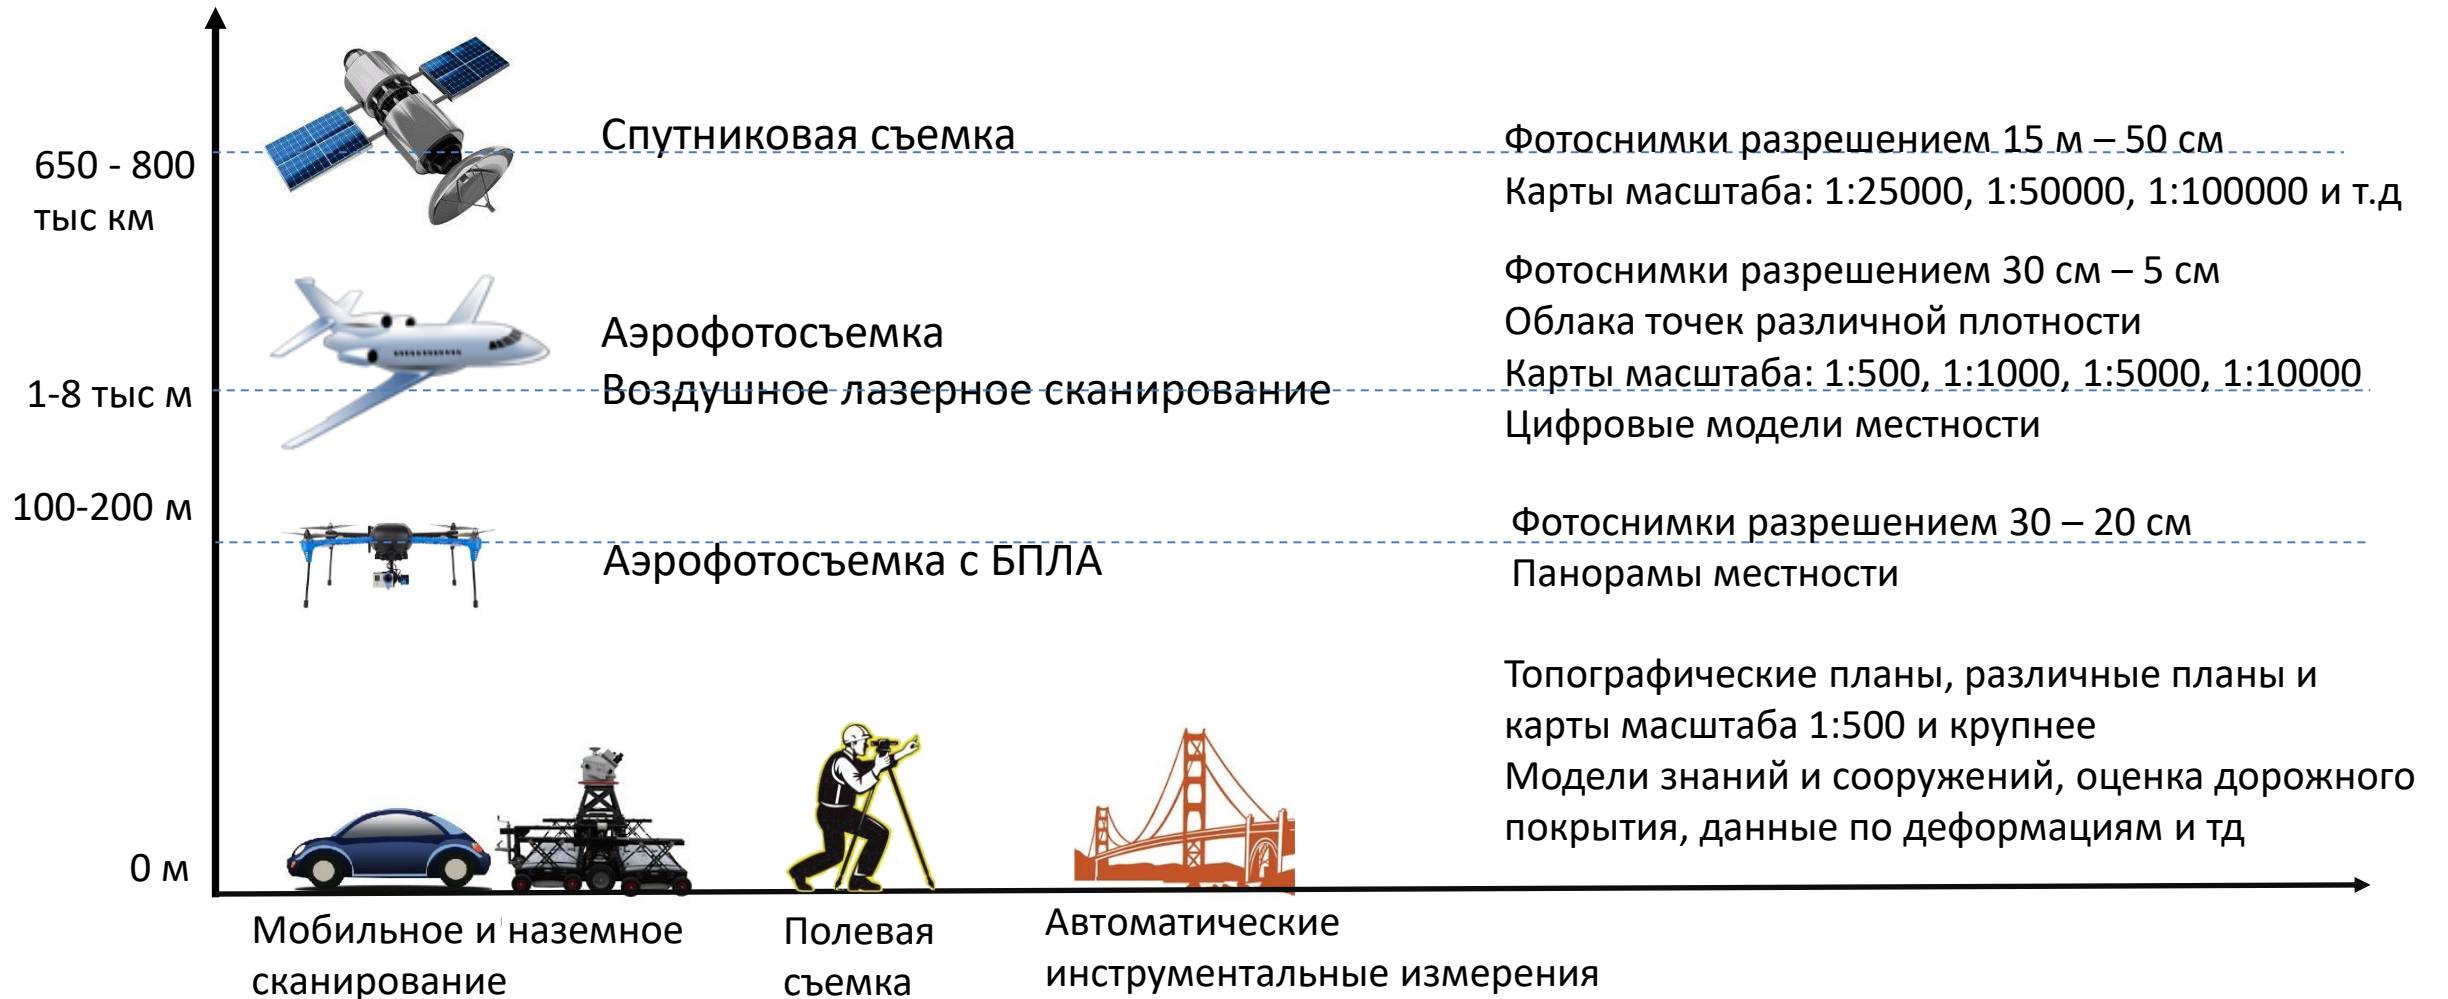 650 - 800
тыс км
Спутниковая съемка
Фотоснимки разрешением 15 м – 50 см
Карты масштаба: 1:25000, 1:50000, 1:100000 и т.д
1-8 тыс м
Аэрофотосъемка
Воздушное лазерное сканирование
Фотоснимки разрешением 30 см – 5 см
Облака точек различной плотности
Карты масштаба: 1:500, 1:1000, 1:5000, 1:10000
Цифровые модели местности
100-200 м
Аэрофотосъемка с БПЛА
Фотоснимки разрешением 30 – 20 см
Панорамы местности
0 м
Топографические планы, различные планы и
карты масштаба 1:500 и крупнее
Модели знаний и сооружений, оценка дорожного
покрытия, данные по деформациям и тд
Мобильное и наземное
сканирование
Полевая
съемка
Автоматические
инструментальные измерения